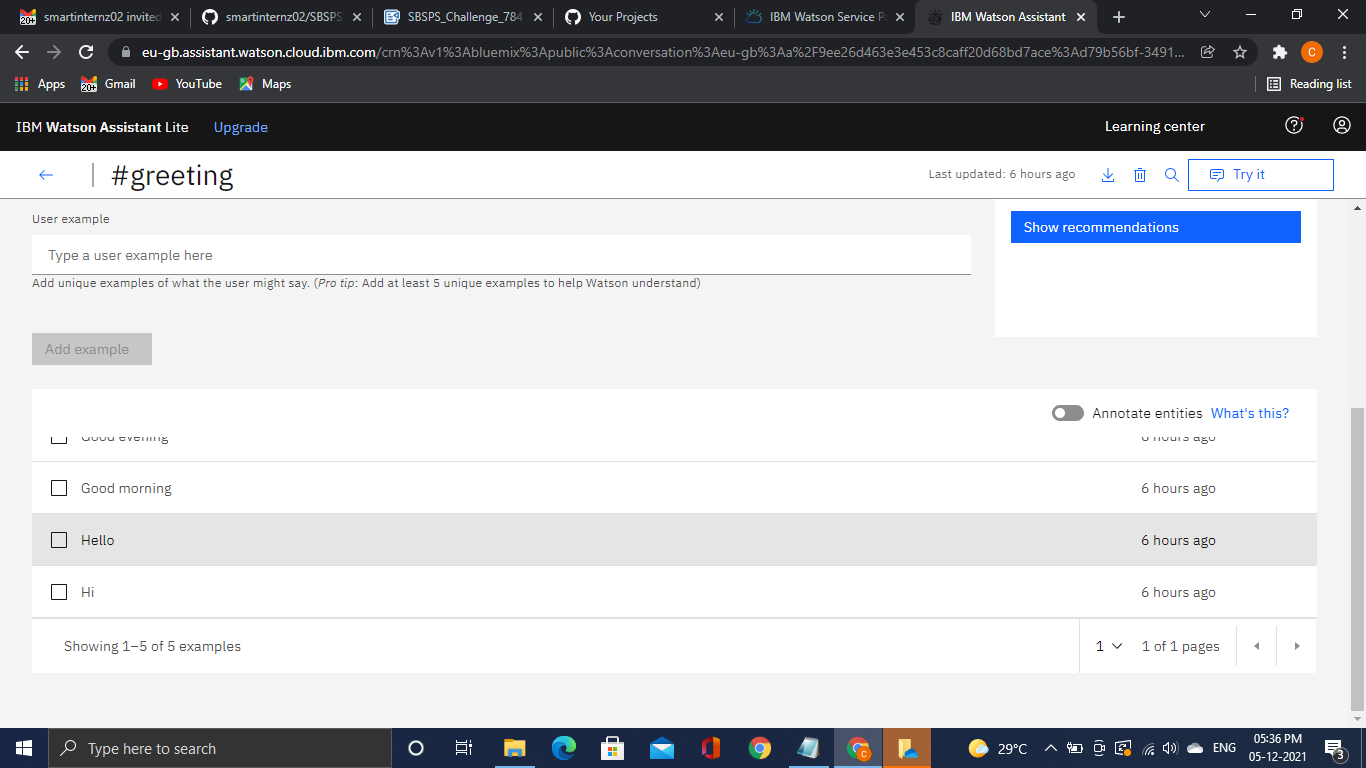 smartinternz02 invited
smartinternz02/SBSPS
SBSPS_Challenge_784
Your Projects
IBM Watson Service P
IBM Watson Assistant
eu-gb.assistant.watson.cloud.ibm.com/crn%3Av1%3Abluemix%3Apublic%3Aconversation%3Aeu-gb%3Aa%2F9ee26d463e3e453c8caff20d68bd7ace%3Ad79b56bf-3491...
C
Apps
20+
Gmail
YouTube
Maps
Reading list
IBM Watson Assistant Lite
Upgrade
Learning center
#greeting
Last updated: 6 hours ago
Try it
User example
Type a user example here
Add unique examples of what the user might say. (Pro tip: Add at least 5 unique examples to help Watson understand)
Show recommendations
Add example
Annotate entities What's this?
Good evening 6 hours ago
Good morning 6 hours ago
Hello 6 hours ago
Hi 6 hours ago
Showing 1–5 of 5 examples
1
1 of 1 pages
Type here to search
29°C
ENG
05:36 PM
05-12-2021
3